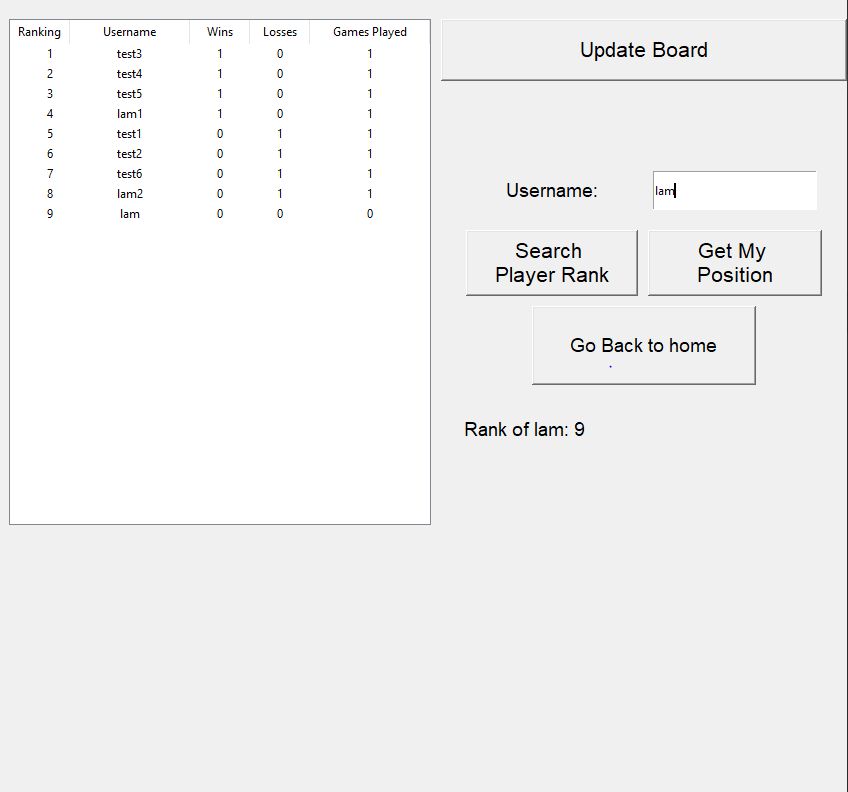 Ranking Username Wins Losses Games Played
1 test3 1 0 1
2 test4 1 0 1
3 test5 1 0 1
4 lam1 1 0 1
5 test1 0 1 1
6 test2 0 1 1
7 test6 0 1 1
8 lam2 0 1 1
9 lam 0 0 0
Update Board
Username: lam
Search
Player Rank
Get My
Position
Go Back to home
Rank of lam: 9